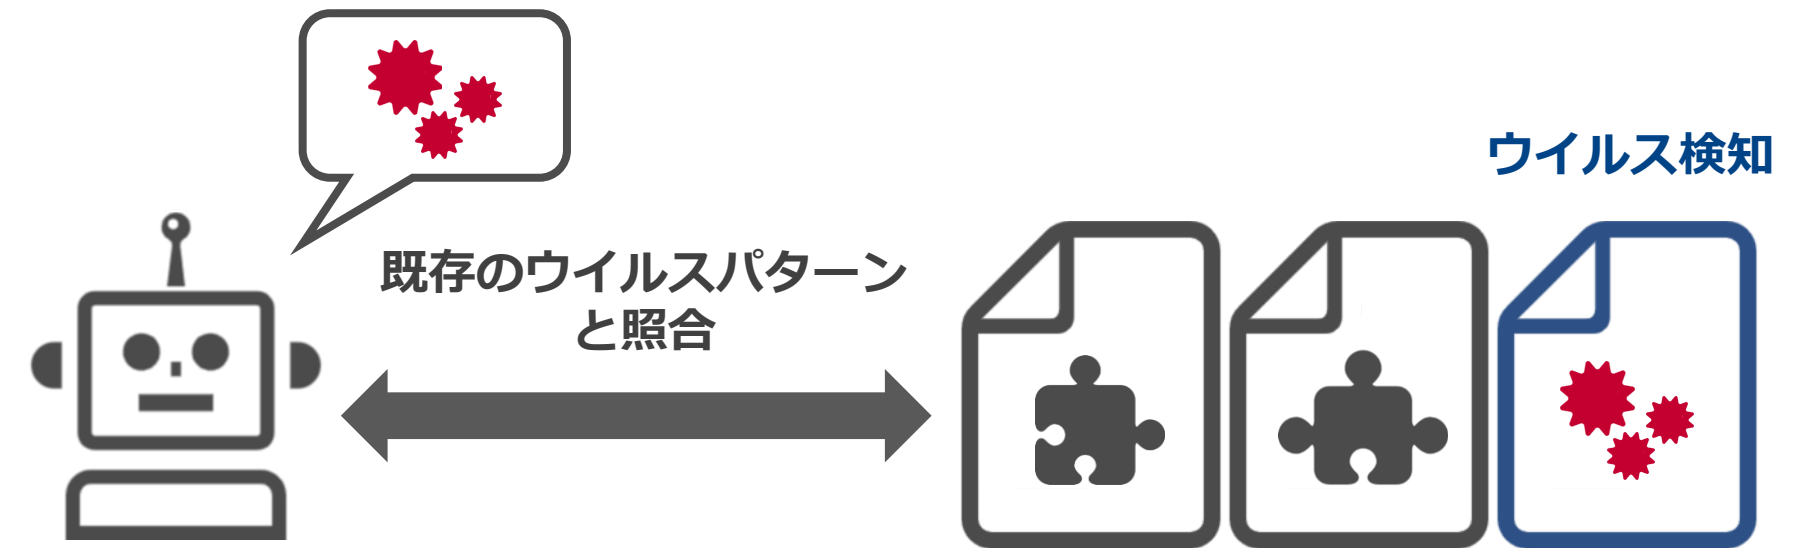 ウイルス検知
既存のウイルスパターン
と照合